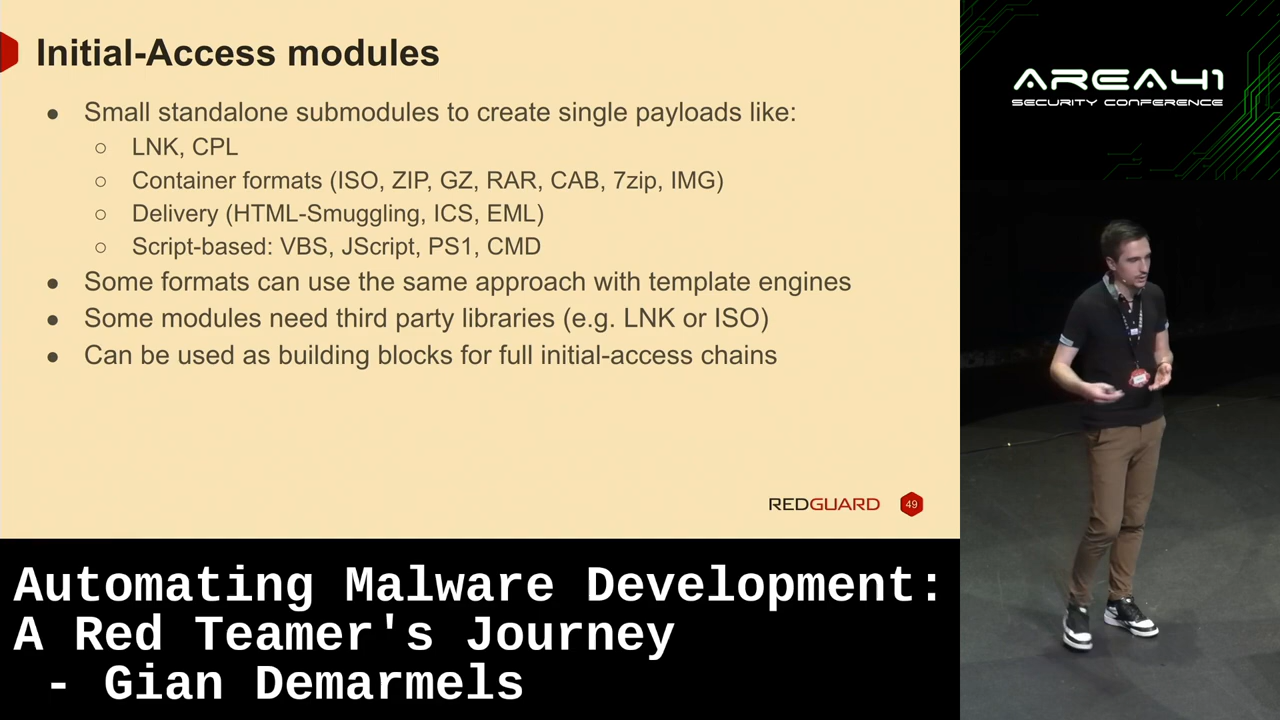 Initial-Access modules
● Small standalone submodules to create single payloads like:
○ LNK, CPL
○ Container formats (ISO, ZIP, GZ, RAR, CAB, 7zip, IMG)
○ Delivery (HTML-Smuggling, ICS, EML)
○ Script-based: VBS, JScript, PS1, CMD
● Some formats can use the same approach with template engines
● Some modules need third party libraries (e.g. LNK or ISO)
● Can be used as building blocks for full initial-access chains
REDGUARD 49
AREA41
SECURITY CONFERENCE
Automating Malware Development:
A Red Teamer's Journey
- Gian Demarmels